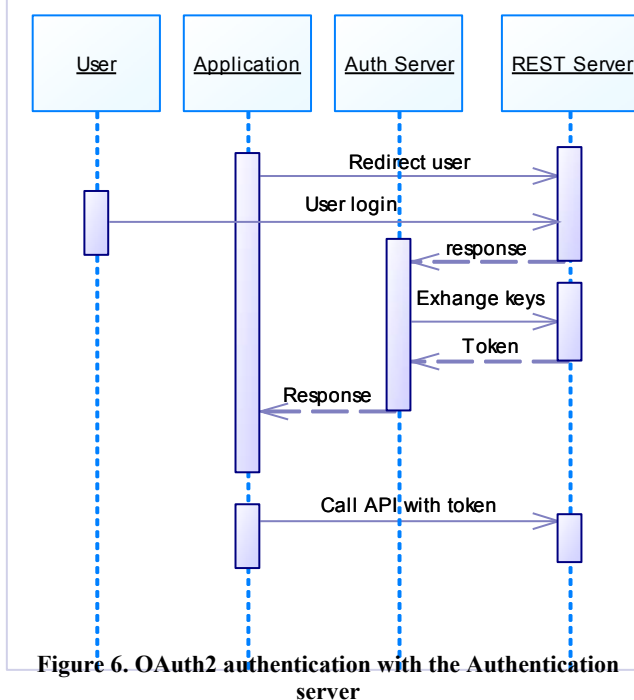 User
Application
Auth Server
REST Server
Redirect user
User login
response
Exhange keys
Token
Response
Call API with token
Figure 6. OAuth2 authentication with the Authentication
server